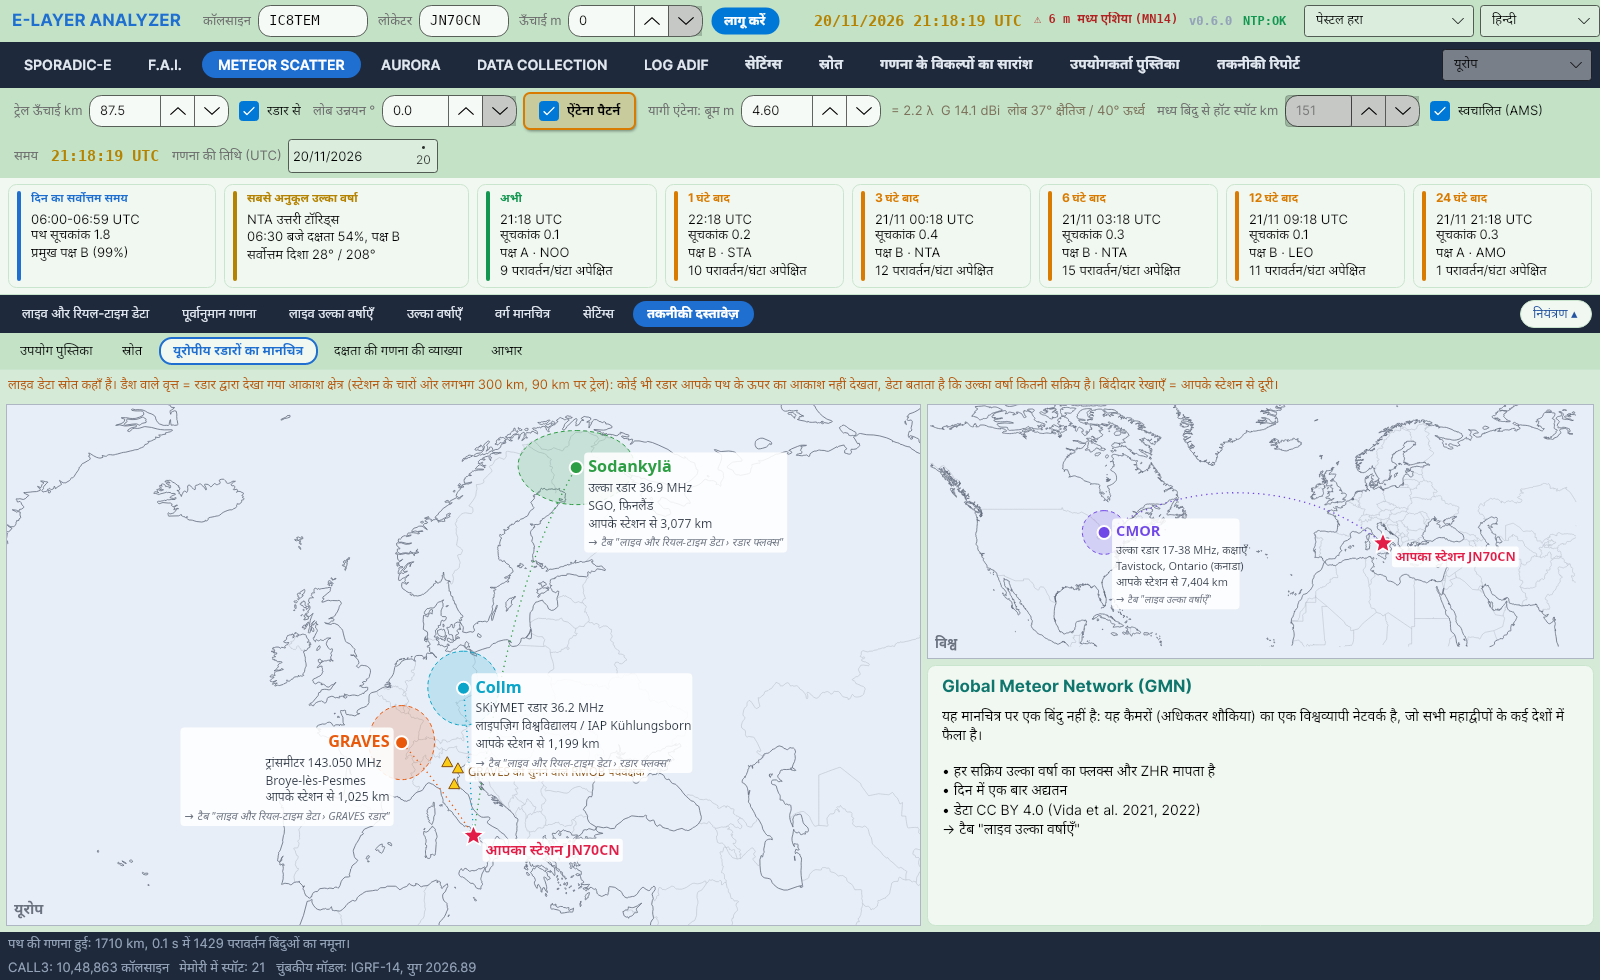 E-LAYER ANALYZER कॉलसाइन IC8TEM लोकेटर JN70CN ऊँचाई m 0 लागू करें 20/11/2026 21:18:19 UTC ⚠ 6 m मध्य एशिया (MN14) v0.6.0 NTP:OK पेस्टल हरा हिन्दी
SPORADIC-E F.A.I. METEOR SCATTER AURORA DATA COLLECTION LOG ADIF सेटिंग्स स्रोत गणना के विकल्पों का सारांश उपयोगकर्ता पुस्तिका तकनीकी रिपोर्ट यूरोप
ट्रेल ऊँचाई km 87.5 रडार से लोब उन्नयन ° 0.0 ऐंटेना पैटर्न यागी एंटेना: बूम m 4.60 = 2.2 λ G 14.1 dBi लोब 37° क्षैतिज / 40° ऊर्ध्व मध्य बिंदु से हॉट स्पॉट km 151 स्वचालित (AMS)
समय 21:18:19 UTC गणना की तिथि (UTC) 20/11/2026 20
दिन का सर्वोत्तम समय
06:00-06:59 UTC
पथ सूचकांक 1.8
प्रमुख पक्ष B (99%)
सबसे अनुकूल उल्का वर्षा
NTA उत्तरी टॉरिड्स
06:30 बजे दक्षता 54%, पक्ष B
सर्वोत्तम दिशा 28° / 208°
अभी
21:18 UTC
सूचकांक 0.1
पक्ष A · NOO
9 परावर्तन/घंटा अपेक्षित
1 घंटे बाद
22:18 UTC
सूचकांक 0.2
पक्ष B · STA
10 परावर्तन/घंटा अपेक्षित
3 घंटे बाद
21/11 00:18 UTC
सूचकांक 0.4
पक्ष B · NTA
12 परावर्तन/घंटा अपेक्षित
6 घंटे बाद
21/11 03:18 UTC
सूचकांक 0.3
पक्ष B · NTA
15 परावर्तन/घंटा अपेक्षित
12 घंटे बाद
21/11 09:18 UTC
सूचकांक 0.1
पक्ष B · LEO
11 परावर्तन/घंटा अपेक्षित
24 घंटे बाद
21/11 21:18 UTC
सूचकांक 0.3
पक्ष A · AMO
1 परावर्तन/घंटा अपेक्षित
लाइव और रियल-टाइम डेटा पूर्वानुमान गणना लाइव उल्का वर्षाएँ उल्का वर्षाएँ वर्ग मानचित्र सेटिंग्स तकनीकी दस्तावेज़ नियंत्रण ▴
उपयोग पुस्तिका स्रोत यूरोपीय रडारों का मानचित्र दक्षता की गणना की व्याख्या आभार
लाइव डेटा स्रोत कहाँ हैं। डैश वाले वृत्त = रडार द्वारा देखा गया आकाश क्षेत्र (स्टेशन के चारों ओर लगभग 300 km, 90 km पर ट्रेल): कोई भी रडार आपके पथ के ऊपर का आकाश नहीं देखता, डेटा बताता है कि उल्का वर्षा कितनी सक्रिय है। बिंदीदार रेखाएँ = आपके स्टेशन से दूरी।
Sodankylä
उल्का रडार 36.9 MHz
SGO, फ़िनलैंड
आपके स्टेशन से 3,077 km
→ टैब "लाइव और रियल-टाइम डेटा › रडार फ्लक्स"
Collm
SKiYMET रडार 36.2 MHz
लाइपज़िग विश्वविद्यालय / IAP Kühlungsborn
आपके स्टेशन से 1,199 km
→ टैब "लाइव और रियल-टाइम डेटा › रडार फ्लक्स"
GRAVES
ट्रांसमीटर 143.050 MHz
Broye-lès-Pesmes
आपके स्टेशन से 1,025 km
→ टैब "लाइव और रियल-टाइम डेटा › GRAVES रडार"
आपका स्टेशन JN70CN
यूरोप
CMOR
उल्का रडार 17-38 MHz, कक्षाएँ
Tavistock, Ontario (कनाडा)
आपके स्टेशन से 7,404 km
→ टैब "लाइव उल्का वर्षाएँ"
आपका स्टेशन JN70CN
विश्व
Global Meteor Network (GMN)
यह मानचित्र पर एक बिंदु नहीं है: यह कैमरों (अधिकतर शौकिया) का एक विश्वव्यापी नेटवर्क है, जो सभी महाद्वीपों के कई देशों में
फैला है।
• हर सक्रिय उल्का वर्षा का फ्लक्स और ZHR मापता है
• दिन में एक बार अद्यतन
• डेटा CC BY 4.0 (Vida et al. 2021, 2022)
→ टैब "लाइव उल्का वर्षाएँ"
पथ की गणना हुई: 1710 km, 0.1 s में 1429 परावर्तन बिंदुओं का नमूना।
CALL3: 10,48,863 कॉलसाइन मेमोरी में स्पॉट: 21 चुंबकीय मॉडल: IGRF-14, युग 2026.89